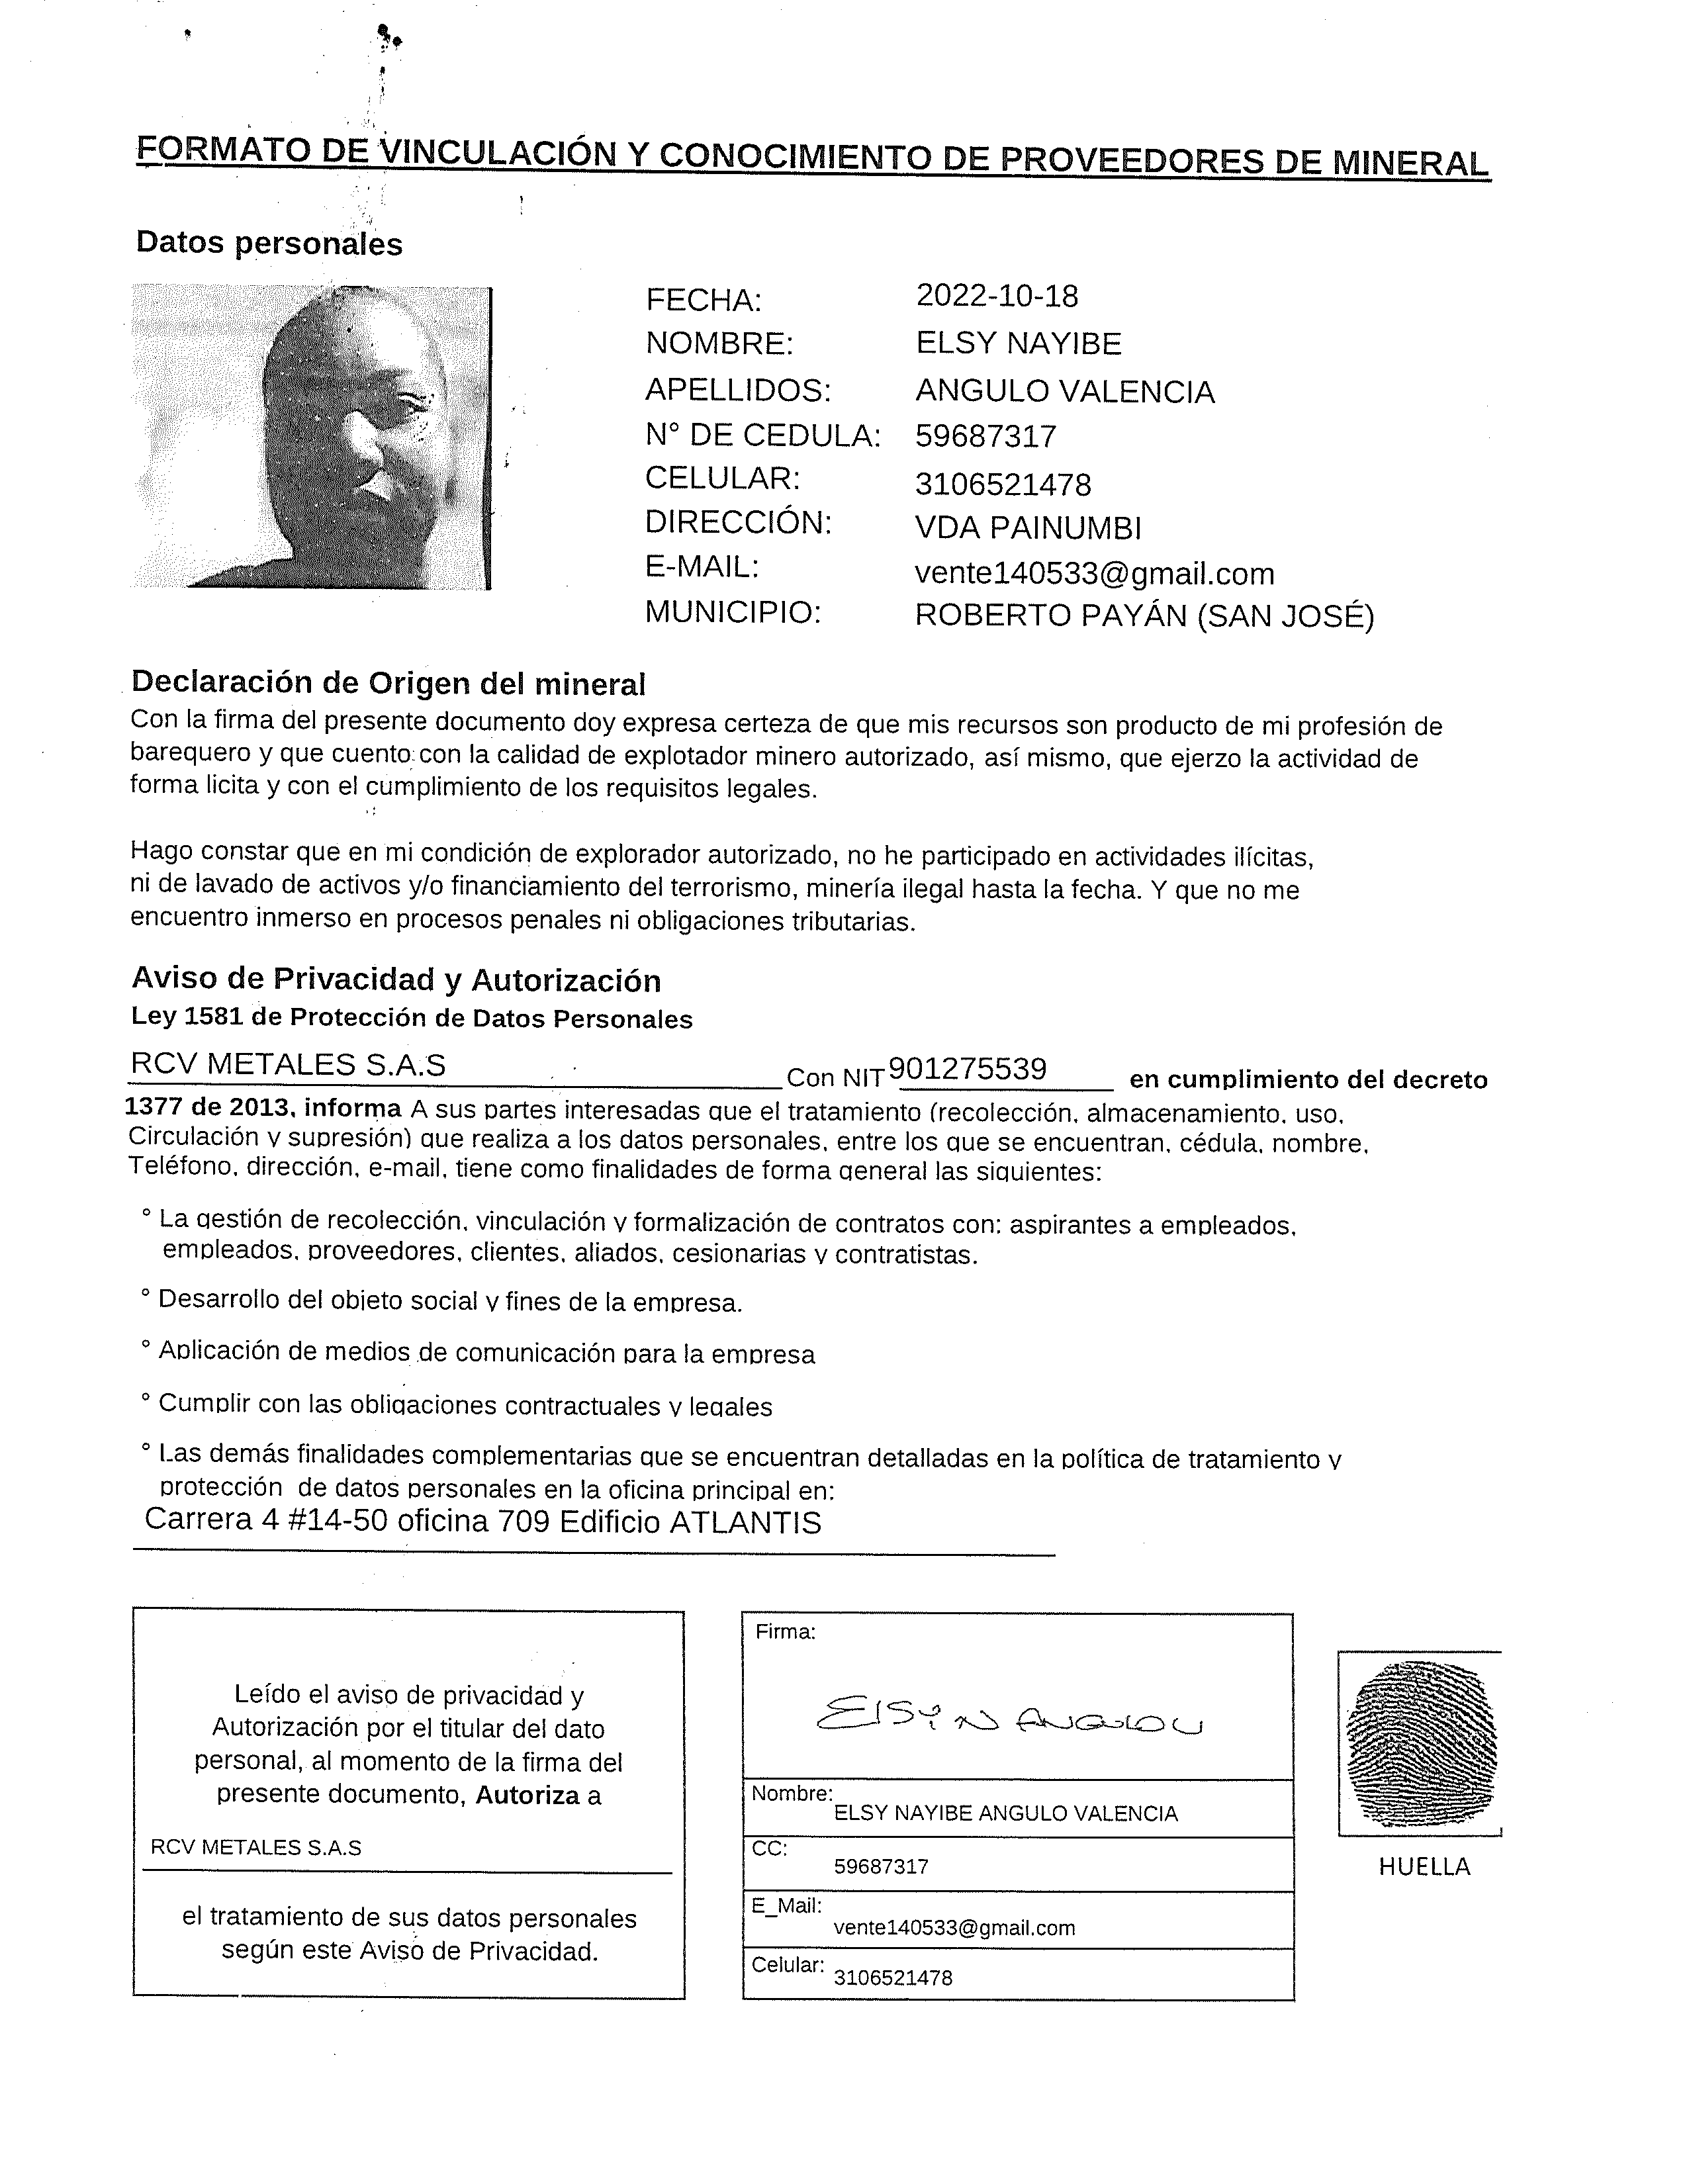 FORMATO DE VINCULACIÓN Y CONOCIMIENTO DE PROVEEDORES DE MINERAL
Datos personales
FECHA: 2022-10-18
NOMBRE: ELSY NAYIBE
APELLIDOS: ANGULO VALENCIA
N° DE CEDULA: 59687317
CELULAR: 3106521478
DIRECCIÓN: VDA PAINUMBI
E-MAIL: vente140533@gmail.com
MUNICIPIO: ROBERTO PAYÁN (SAN JOSÉ)
Declaración de Origen del mineral
Con la firma del presente documento doy expresa certeza de que mis recursos son producto de mi profesión de
barequero y que cuento con la calidad de explotador minero autorizado, así mismo, que ejerzo la actividad de
forma licita y con el cumplimiento de los requisitos legales.
Hago constar que en mi condición de explorador autorizado, no he participado en actividades ilícitas,
ni de lavado de activos y/o financiamiento del terrorismo, minería ilegal hasta la fecha. Y que no me
encuentro inmerso en procesos penales ni obligaciones tributarias.
Aviso de Privacidad y Autorización
Ley 1581 de Protección de Datos Personales
RCV METALES S.A.S Con NIT 901275539 en cumplimiento del decreto
1377 de 2013, informa A sus partes interesadas que el tratamiento (recolección, almacenamiento, uso,
Circulación y supresión) que realiza a los datos personales, entre los que se encuentran, cédula, nombre,
Teléfono, dirección, e-mail, tiene como finalidades de forma general las siguientes:
° La gestión de recolección, vinculación y formalización de contratos con: aspirantes a empleados,
empleados, proveedores, clientes, aliados, cesionarias y contratistas.
° Desarrollo del objeto social y fines de la empresa.
° Aplicación de medios de comunicación para la empresa
° Cumplir con las obligaciones contractuales y legales
° Las demás finalidades complementarias que se encuentran detalladas en la política de tratamiento y
protección de datos personales en la oficina principal en:
Carrera 4 #14-50 oficina 709 Edificio ATLANTIS
Leído el aviso de privacidad y
Autorización por el titular del dato
personal, al momento de la firma del
presente documento, Autoriza a
RCV METALES S.A.S
el tratamiento de sus datos personales
según este Aviso de Privacidad.
Firma:
Elsy N ANGULO V
Nombre:
ELSY NAYIBE ANGULO VALENCIA
CC:
59687317
E_Mail:
vente140533@gmail.com
Celular: 3106521478
HUELLA